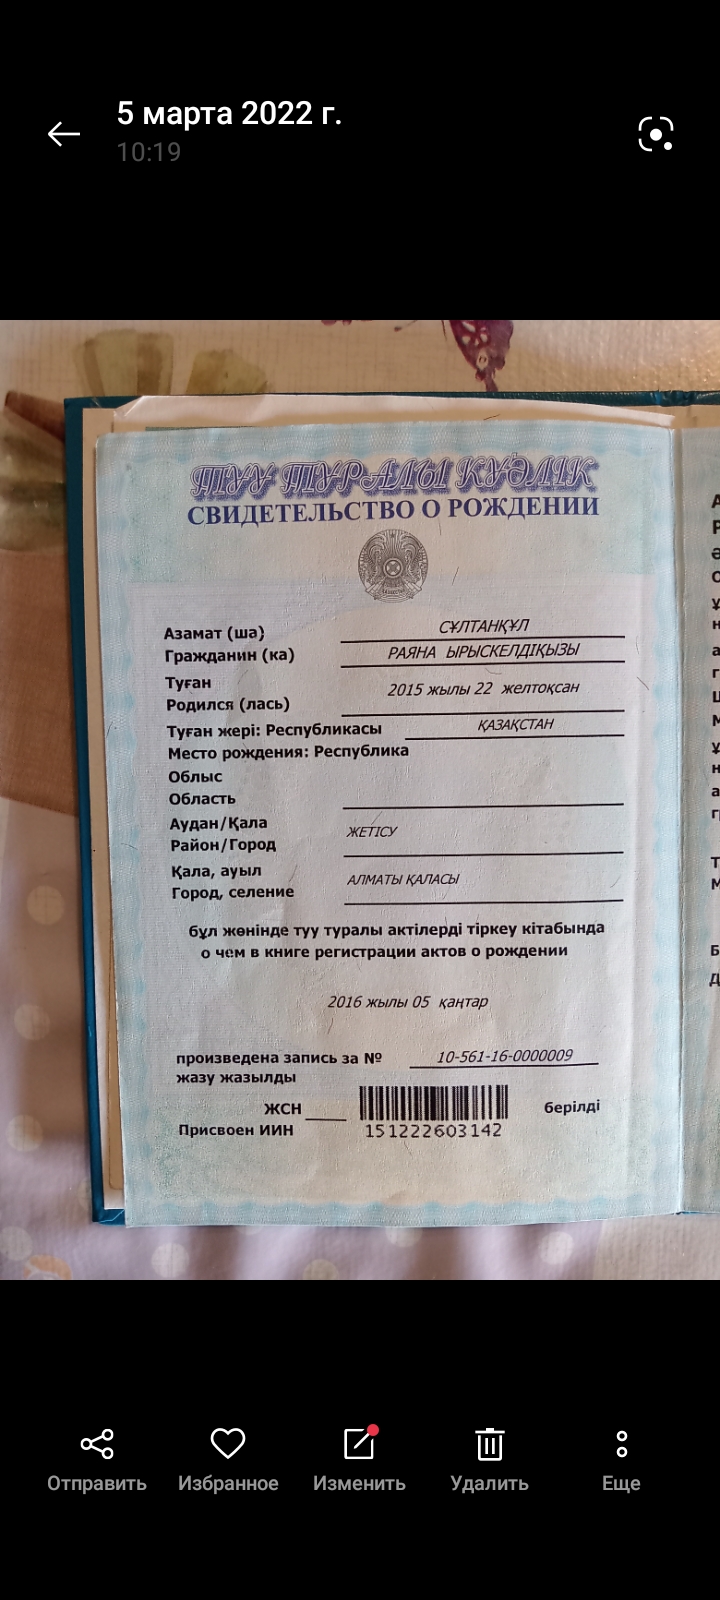 5 марта 2022 г.
10:19
ТУУ ТУРАЛЫ КУӘЛІК
СВИДЕТЕЛЬСТВО О РОЖДЕНИИ
Азамат (ша) СҰЛТАНҚҰЛ
Гражданин (ка) РАЯНА ЫРЫСКЕЛДІҚЫЗЫ
Туған 2015 жылы 22 желтоқсан
Родился (лась)
Туған жері: Республикасы ҚАЗАҚСТАН
Место рождения: Республика
Облыс
Область
Аудан/Қала ЖЕТІСУ
Район/Город
Қала, ауыл АЛМАТЫ ҚАЛАСЫ
Город, селение
бұл жөнінде туу туралы актілерді тіркеу кітабында
о чем в книге регистрации актов о рождении
2016 жылы 05 қаңтар
произведена запись за № 10-561-16-0000009
жазу жазылды
ЖСН берілді
Присвоен ИИН 151222603142
Отправить Избранное Изменить Удалить Еще